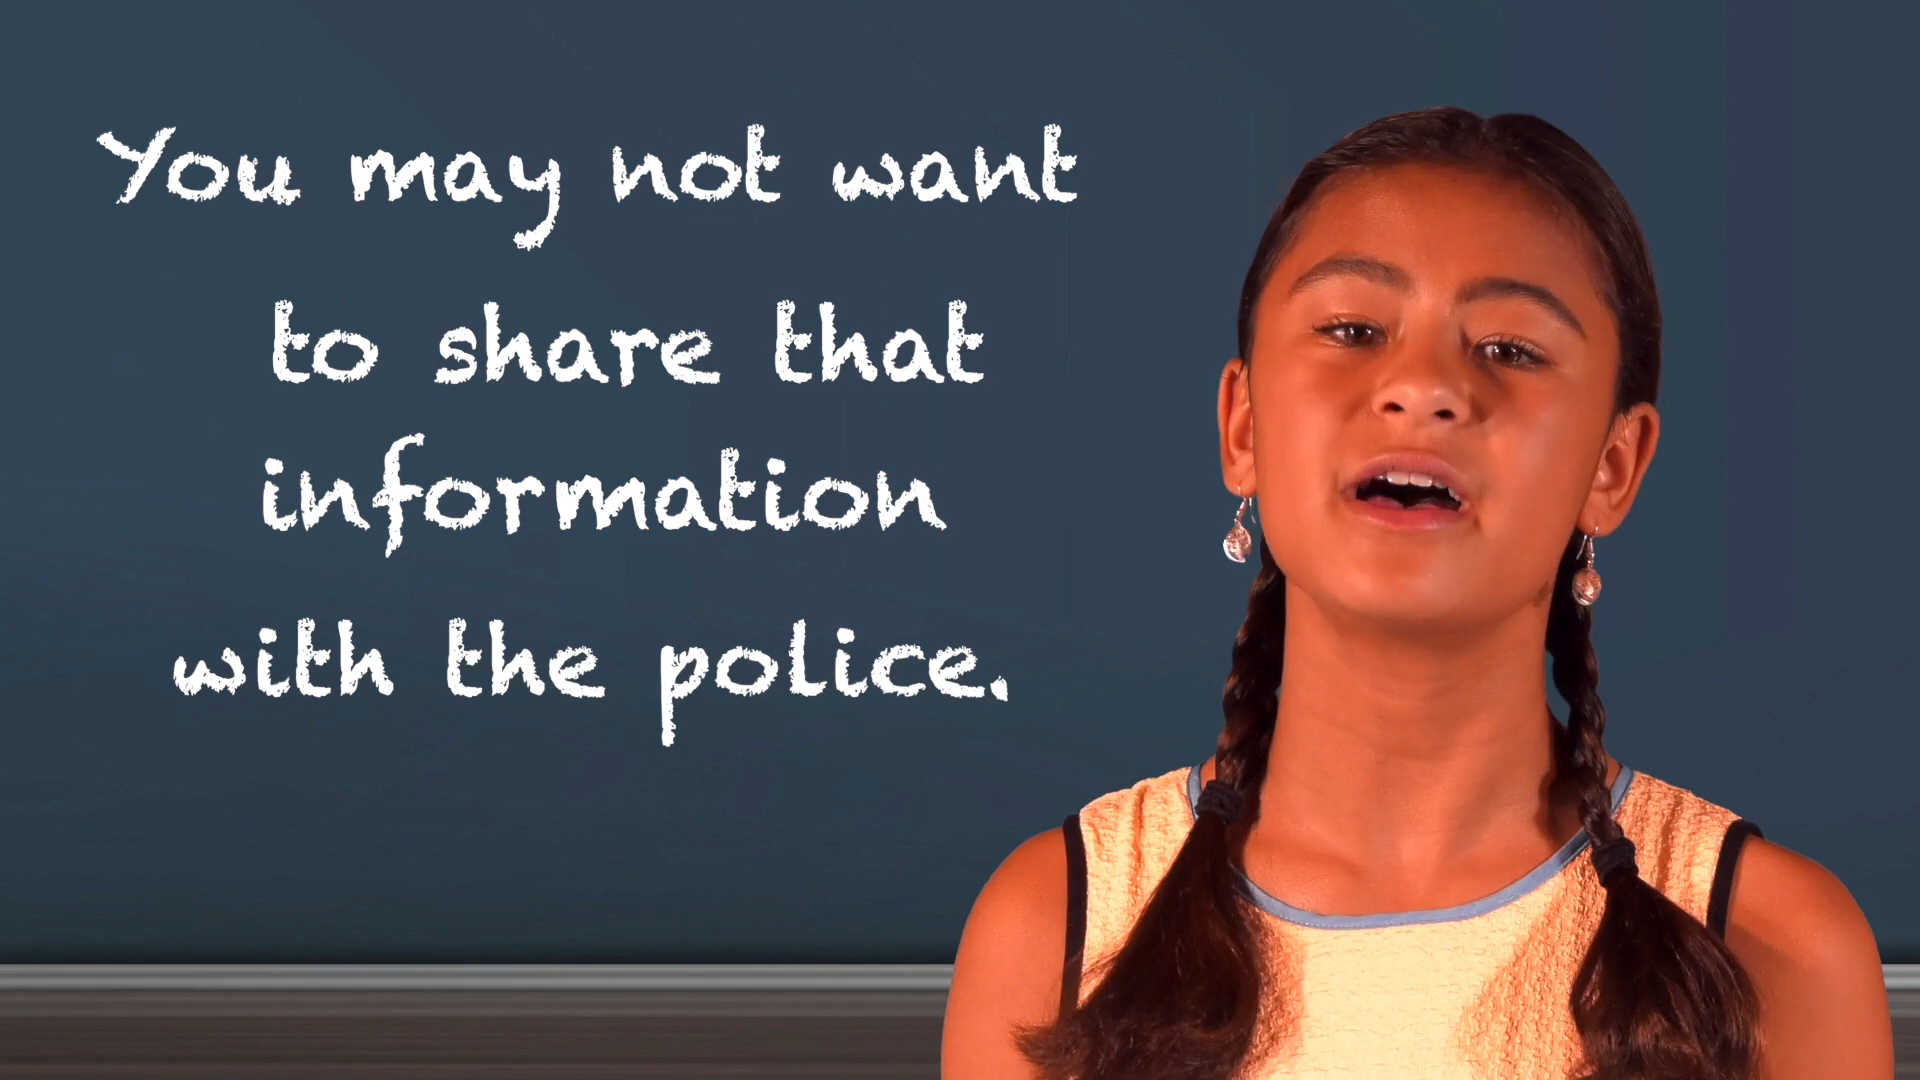 You may not want
to share that
information
with the police.